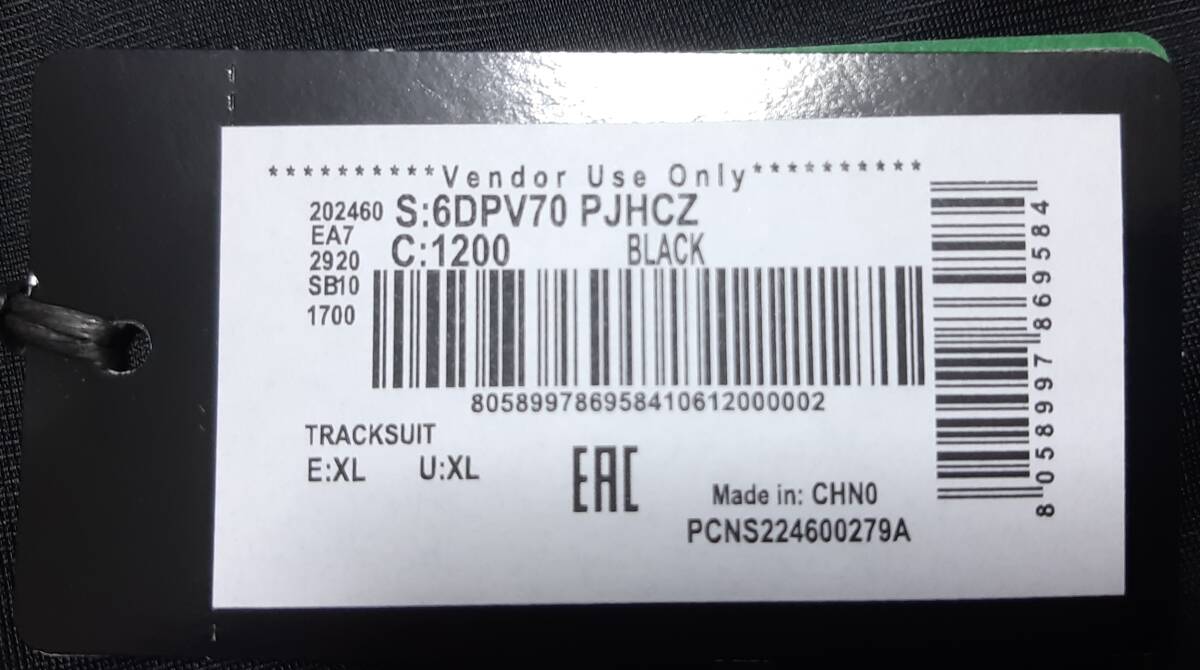 **********Vendor Use Only**********
202460 S:6DPV70 PJHCZ
EA7
2920 C:1200 BLACK
SB10
1700
805899786958410612000002
TRACKSUIT
E:XL U:XL
EAC
Made in: CHN0
PCNS224600279A
8058997869584